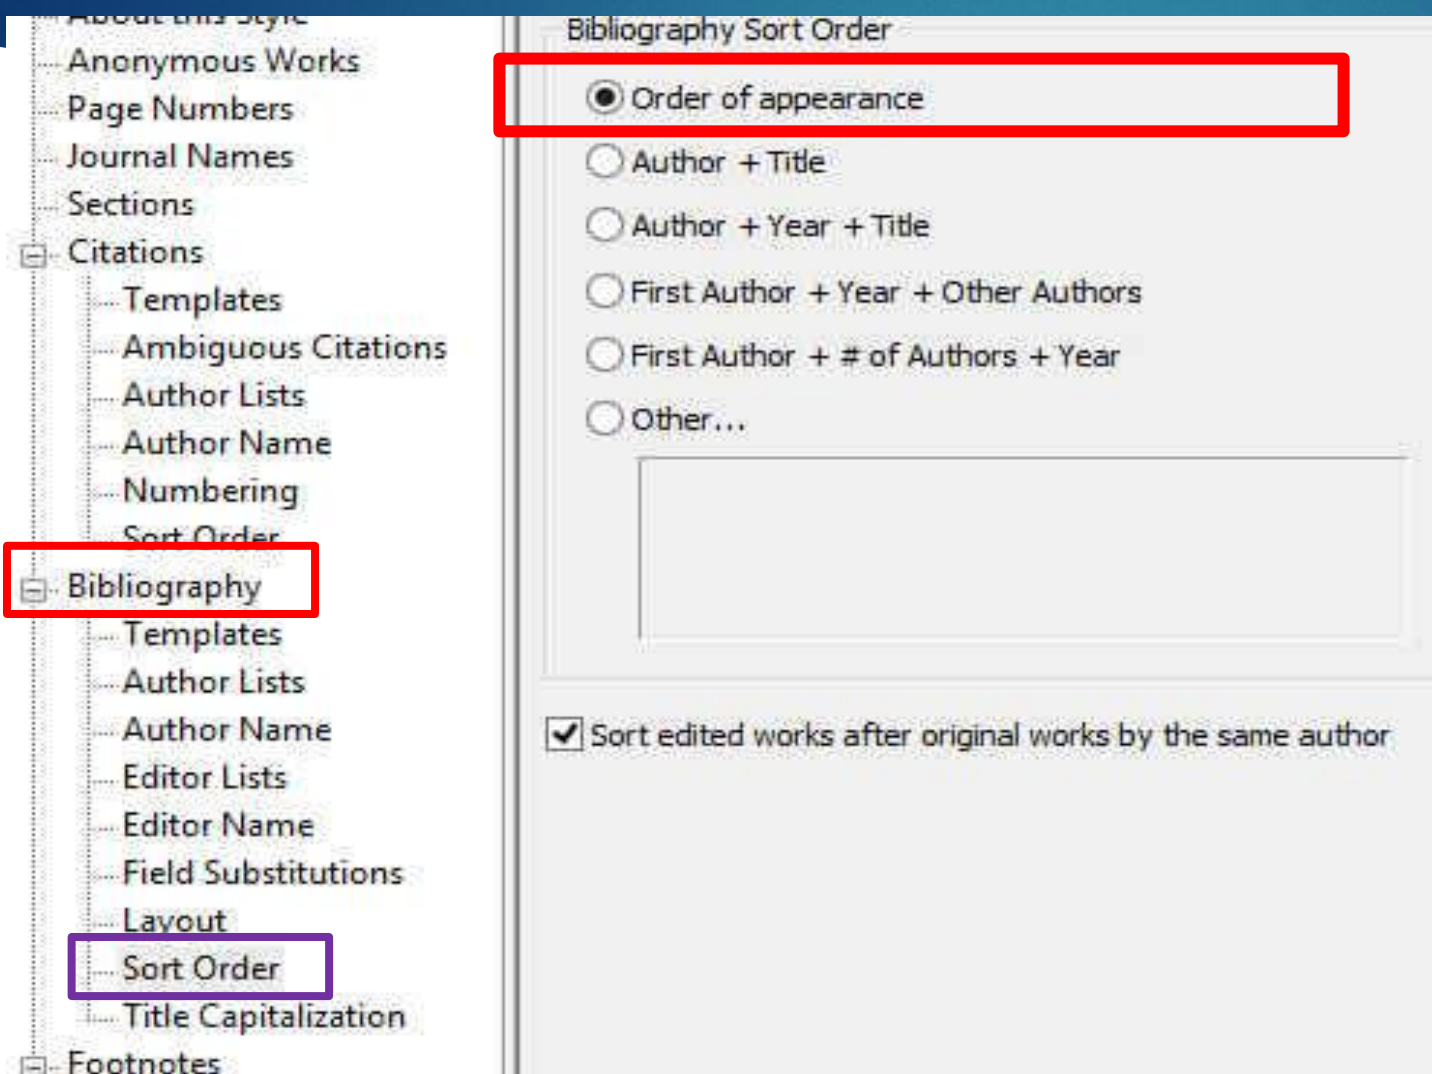 About this Style
Anonymous Works
Page Numbers
Journal Names
Sections
Citations
Templates
Ambiguous Citations
Author Lists
Author Name
Numbering
Sort Order
Bibliography
Templates
Author Lists
Author Name
Editor Lists
Editor Name
Field Substitutions
Layout
Sort Order
Title Capitalization
Footnotes
Bibliography Sort Order
Order of appearance
Author + Title
Author + Year + Title
First Author + Year + Other Authors
First Author + # of Authors + Year
Other...
Sort edited works after original works by the same author